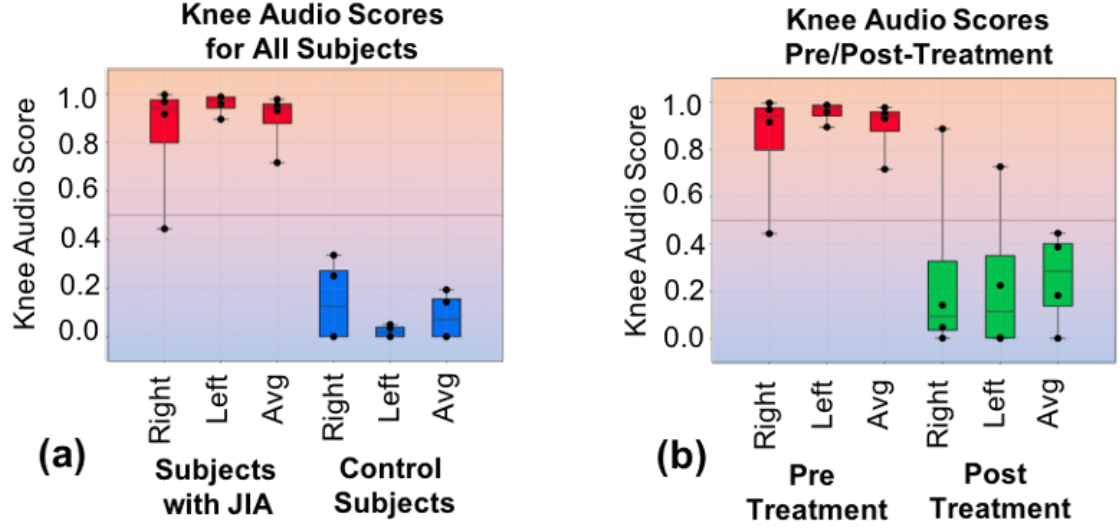 Knee Audio Scores
for All Subjects
Knee Audio Score
1.0
0.8
0.6
0.4
0.2
0.0
Right
Left
Avg
Right
Left
Avg
(a)
Subjects
with JIA
Control
Subjects
Knee Audio Scores
Pre/Post-Treatment
Knee Audio Score
1.0
0.8
0.6
0.4
0.2
0.0
Right
Left
Avg
Right
Left
Avg
(b)
Pre
Treatment
Post
Treatment